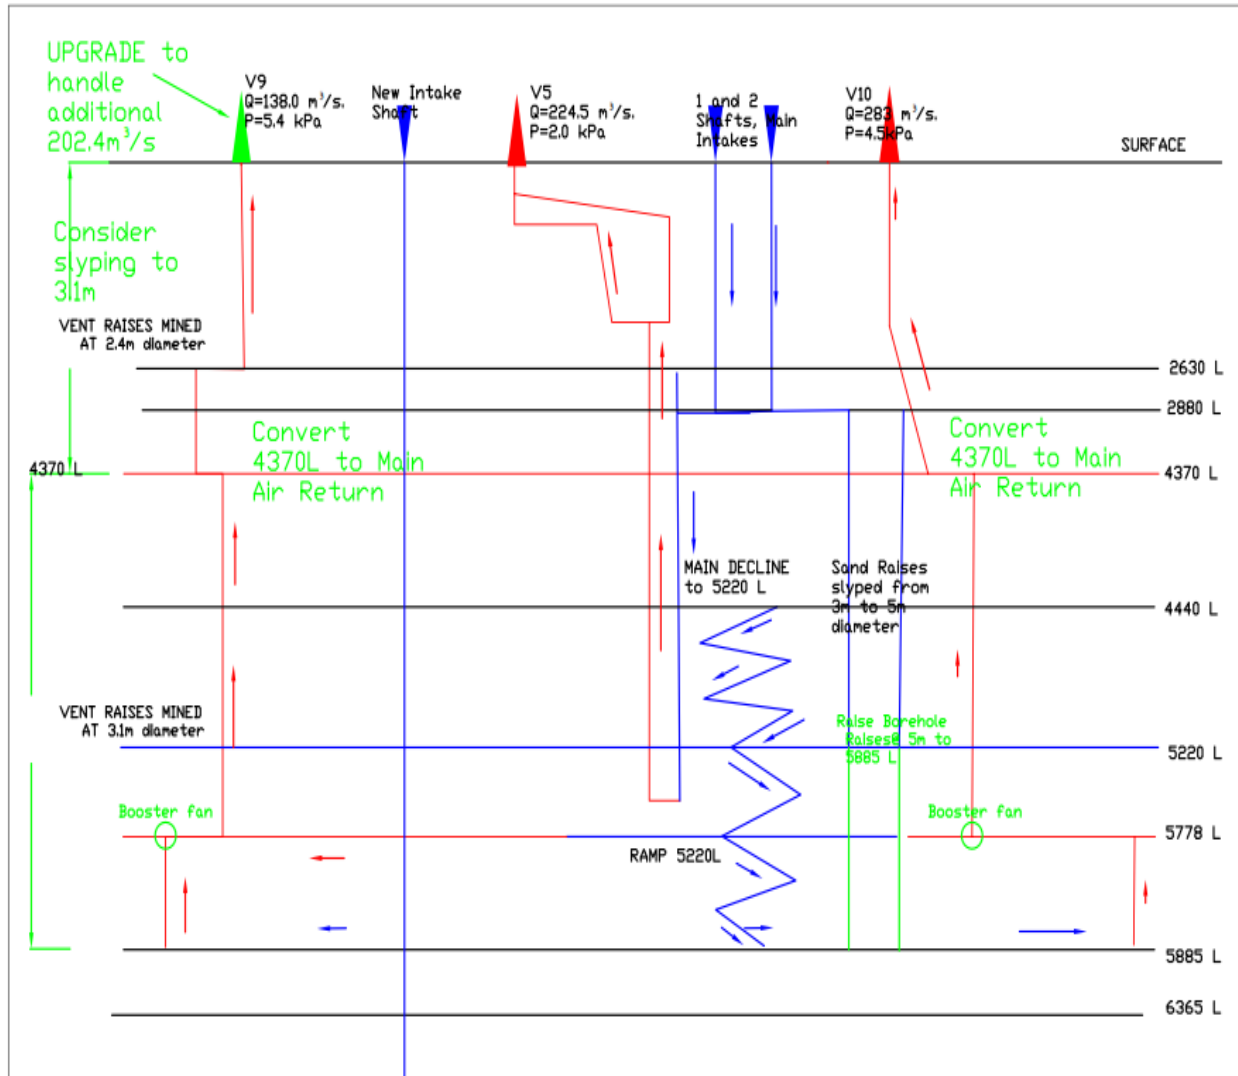 UPGRADE to
handle
additional
202.4m³/s
V9
Q=138.0 m³/s.
P=5.4 kPa
New Intake
Shaft
V5
Q=224.5 m³/s.
P=2.0 kPa
1 and 2
Shafts, Main
Intakes
V10
Q=283 m³/s.
P=4.5kPa
SURFACE
Consider
slyping to
3.1m
VENT RAISES MINED
AT 2.4m diameter
2630 L
2880 L
Convert
4370L to Main
Air Return
Convert
4370L to Main
Air Return
4370 L
4370 L
MAIN DECLINE
to 5220 L
Sand Raises
slyped from
3m to 5m
diameter
4440 L
VENT RAISES MINED
AT 3.1m diameter
Raise Borehole
Raises@ 5m to
5885 L
5220 L
Booster fan
Booster fan
5778 L
RAMP 5220L
5885 L
6365 L